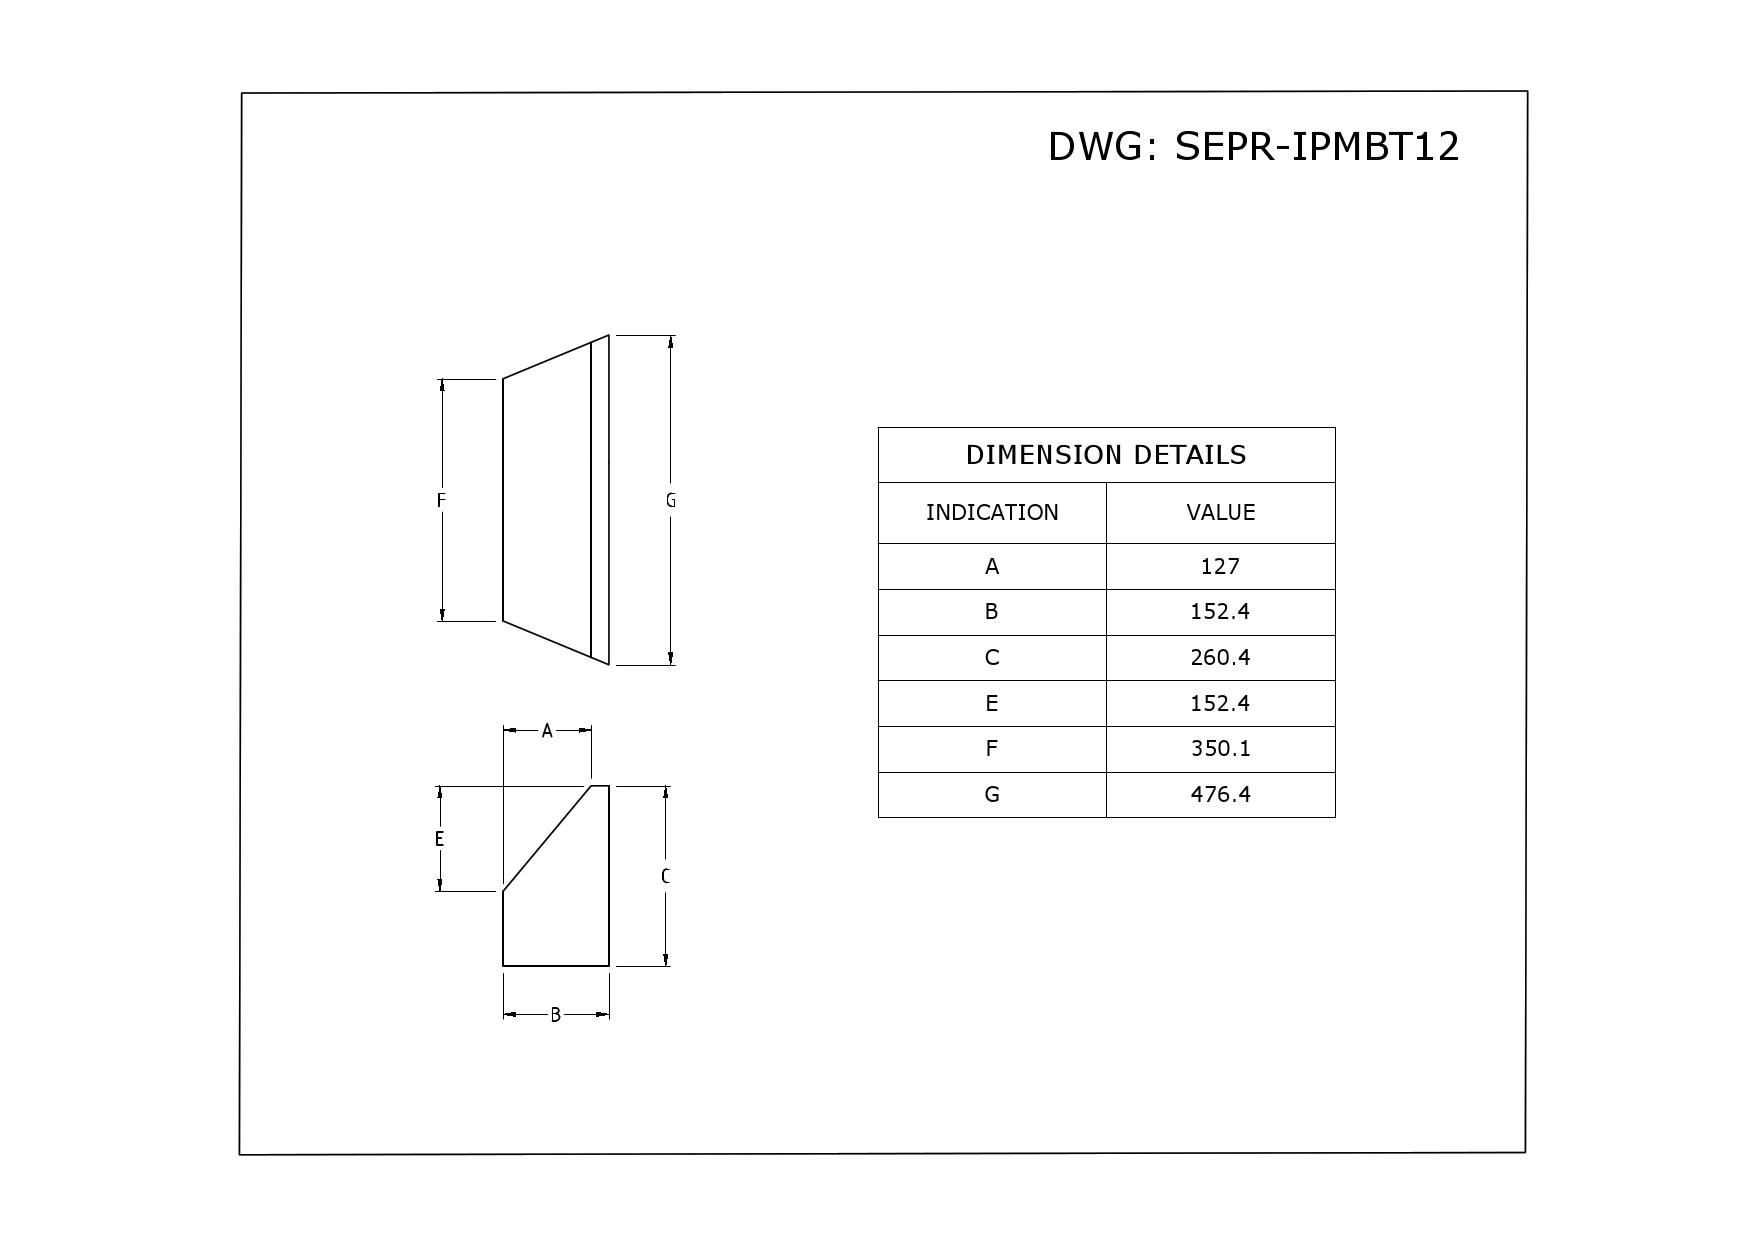 DWG: SEPR-IPMBT12
F
G
A
E
C
B
DIMENSION DETAILS
INDICATION VALUE
A 127
B 152.4
C 260.4
E 152.4
F 350.1
G 476.4